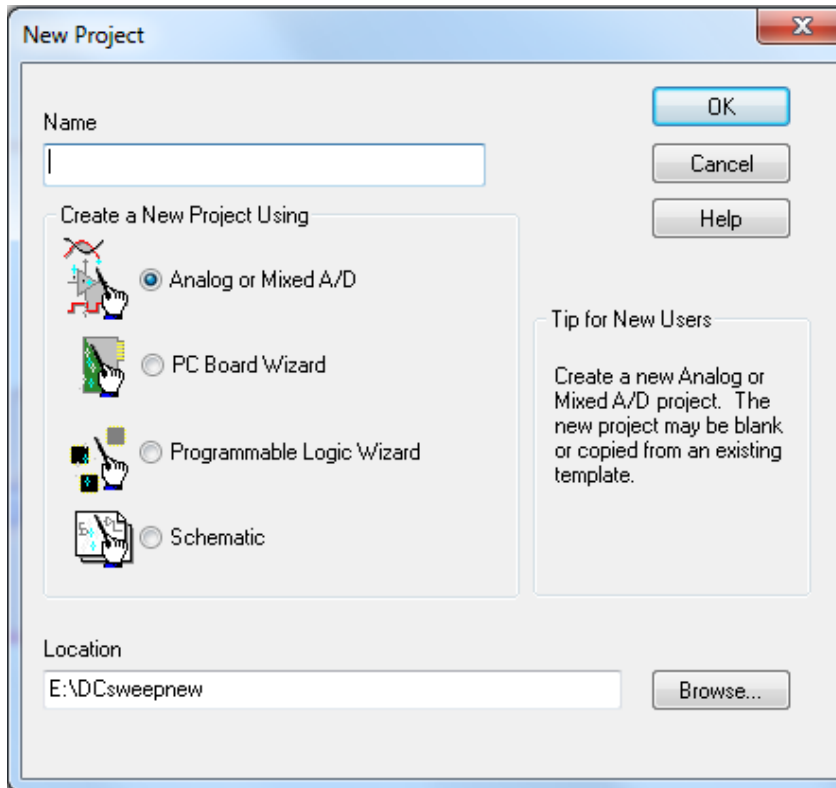 New Project
Name
OK
Cancel
Help
Create a New Project Using
Analog or Mixed A/D
PC Board Wizard
Programmable Logic Wizard
Schematic
Tip for New Users
Create a new Analog or
Mixed A/D project. The
new project may be blank
or copied from an existing
template.
Location
E:\DCsweepnew
Browse...